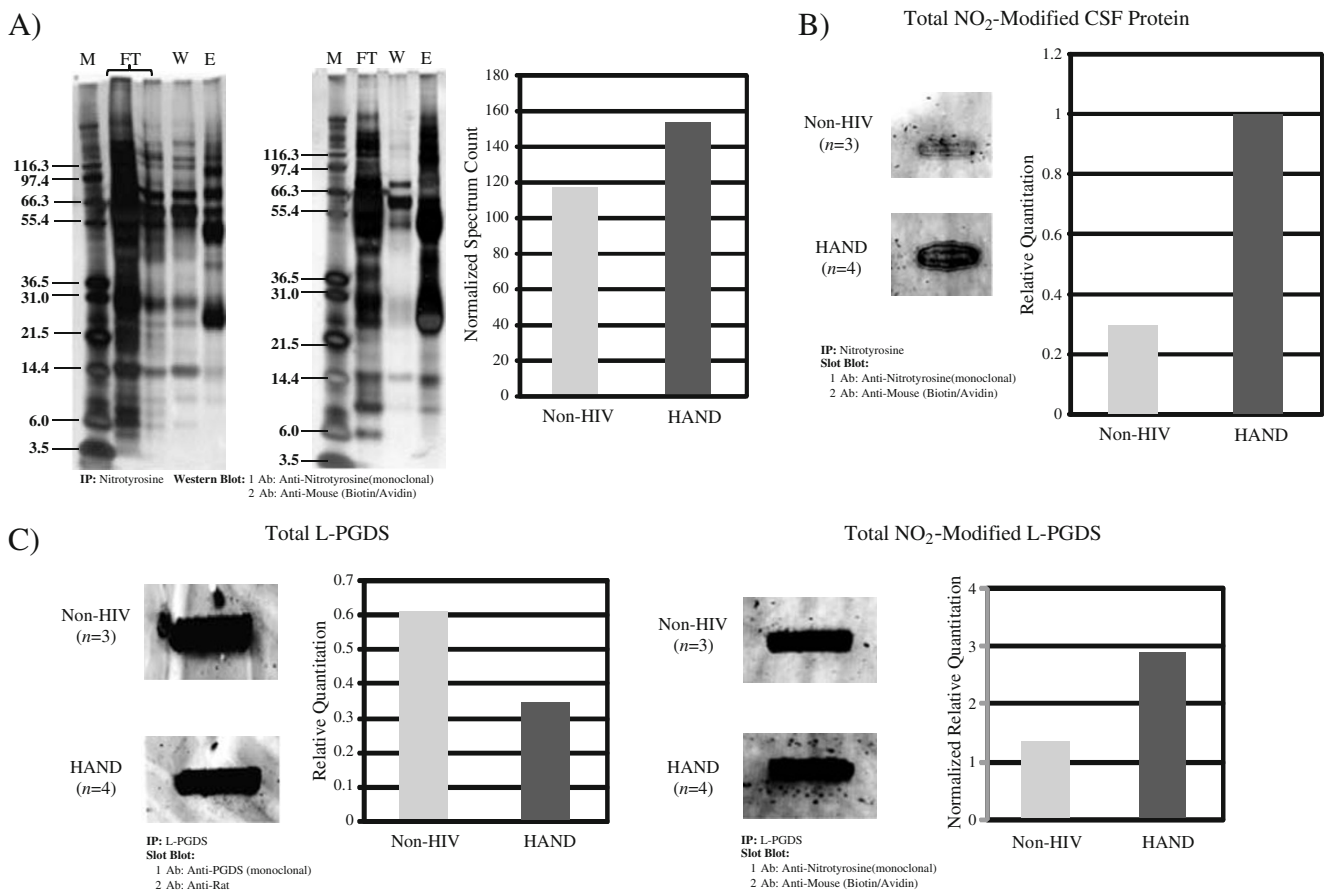 A)
M FT W E
116.3
97.4
66.3
55.4
36.5
31.0
21.5
14.4
6.0
3.5
M FT W E
116.3
97.4
66.3
55.4
36.5
31.0
21.5
14.4
6.0
3.5
IP: Nitrotyrosine Western Blot: 1 Ab: Anti-Nitrotyrosine(monoclonal)
2 Ab: Anti-Mouse (Biotin/Avidin)
Normalized Spectrum Count
180
160
140
120
100
80
60
40
20
0
Non-HIV HAND
B)
Total NO₂-Modified CSF Protein
Non-HIV
(n=3)
HAND
(n=4)
IP: Nitrotyrosine
Slot Blot:
1 Ab: Anti-Nitrotyrosine(monoclonal)
2 Ab: Anti-Mouse (Biotin/Avidin)
Relative Quantitation
1.2
1
0.8
0.6
0.4
0.2
0
Non-HIV HAND
C)
Total L-PGDS
Non-HIV
(n=3)
HAND
(n=4)
IP: L-PGDS
Slot Blot:
1 Ab: Anti-PGDS (monoclonal)
2 Ab: Anti-Rat
Relative Quantitation
0.7
0.6
0.5
0.4
0.3
0.2
0.1
0
Non-HIV HAND
Total NO₂-Modified L-PGDS
Non-HIV
(n=3)
HAND
(n=4)
IP: L-PGDS
Slot Blot:
1 Ab: Anti-Nitrotyrosine(monoclonal)
2 Ab: Anti-Mouse (Biotin/Avidin)
Normalized Relative Quantitation
4
3
2
1
0
Non-HIV HAND